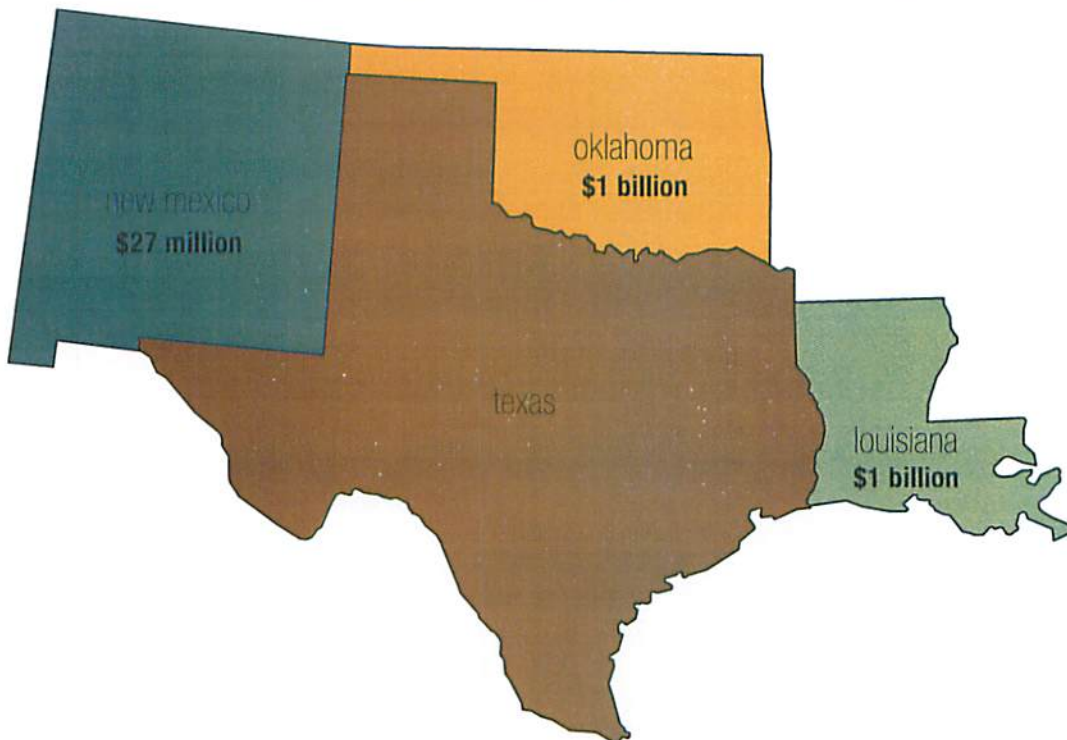 oklahoma
$1 billion
new mexico
$27 million
texas
louisiana
$1 billion